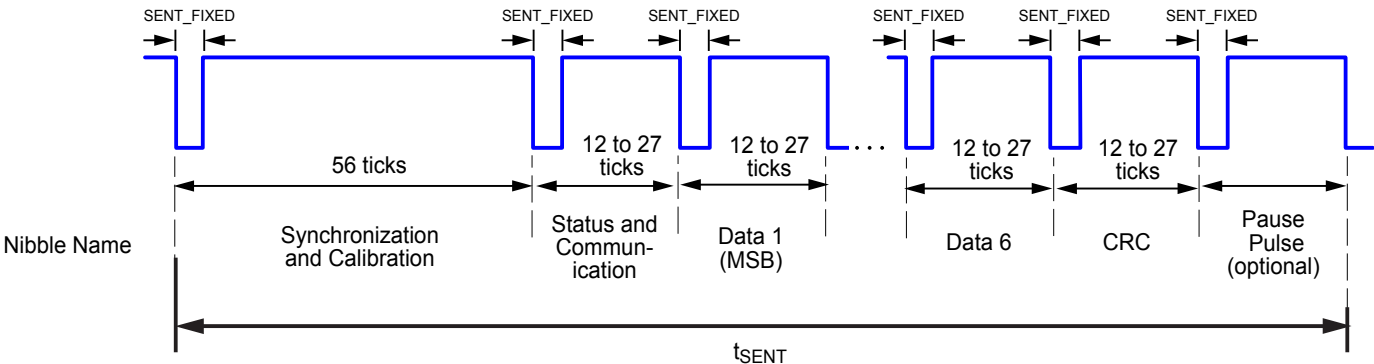 SENT_FIXED SENT_FIXED SENT_FIXED SENT_FIXED SENT_FIXED SENT_FIXED
56 ticks
12 to 27
ticks
12 to 27
ticks
. . .
12 to 27
ticks
12 to 27
ticks
Nibble Name
Synchronization
and Calibration
Status and
Commun-
ication
Data 1
(MSB)
Data 6
CRC
Pause
Pulse
(optional)
tSENT